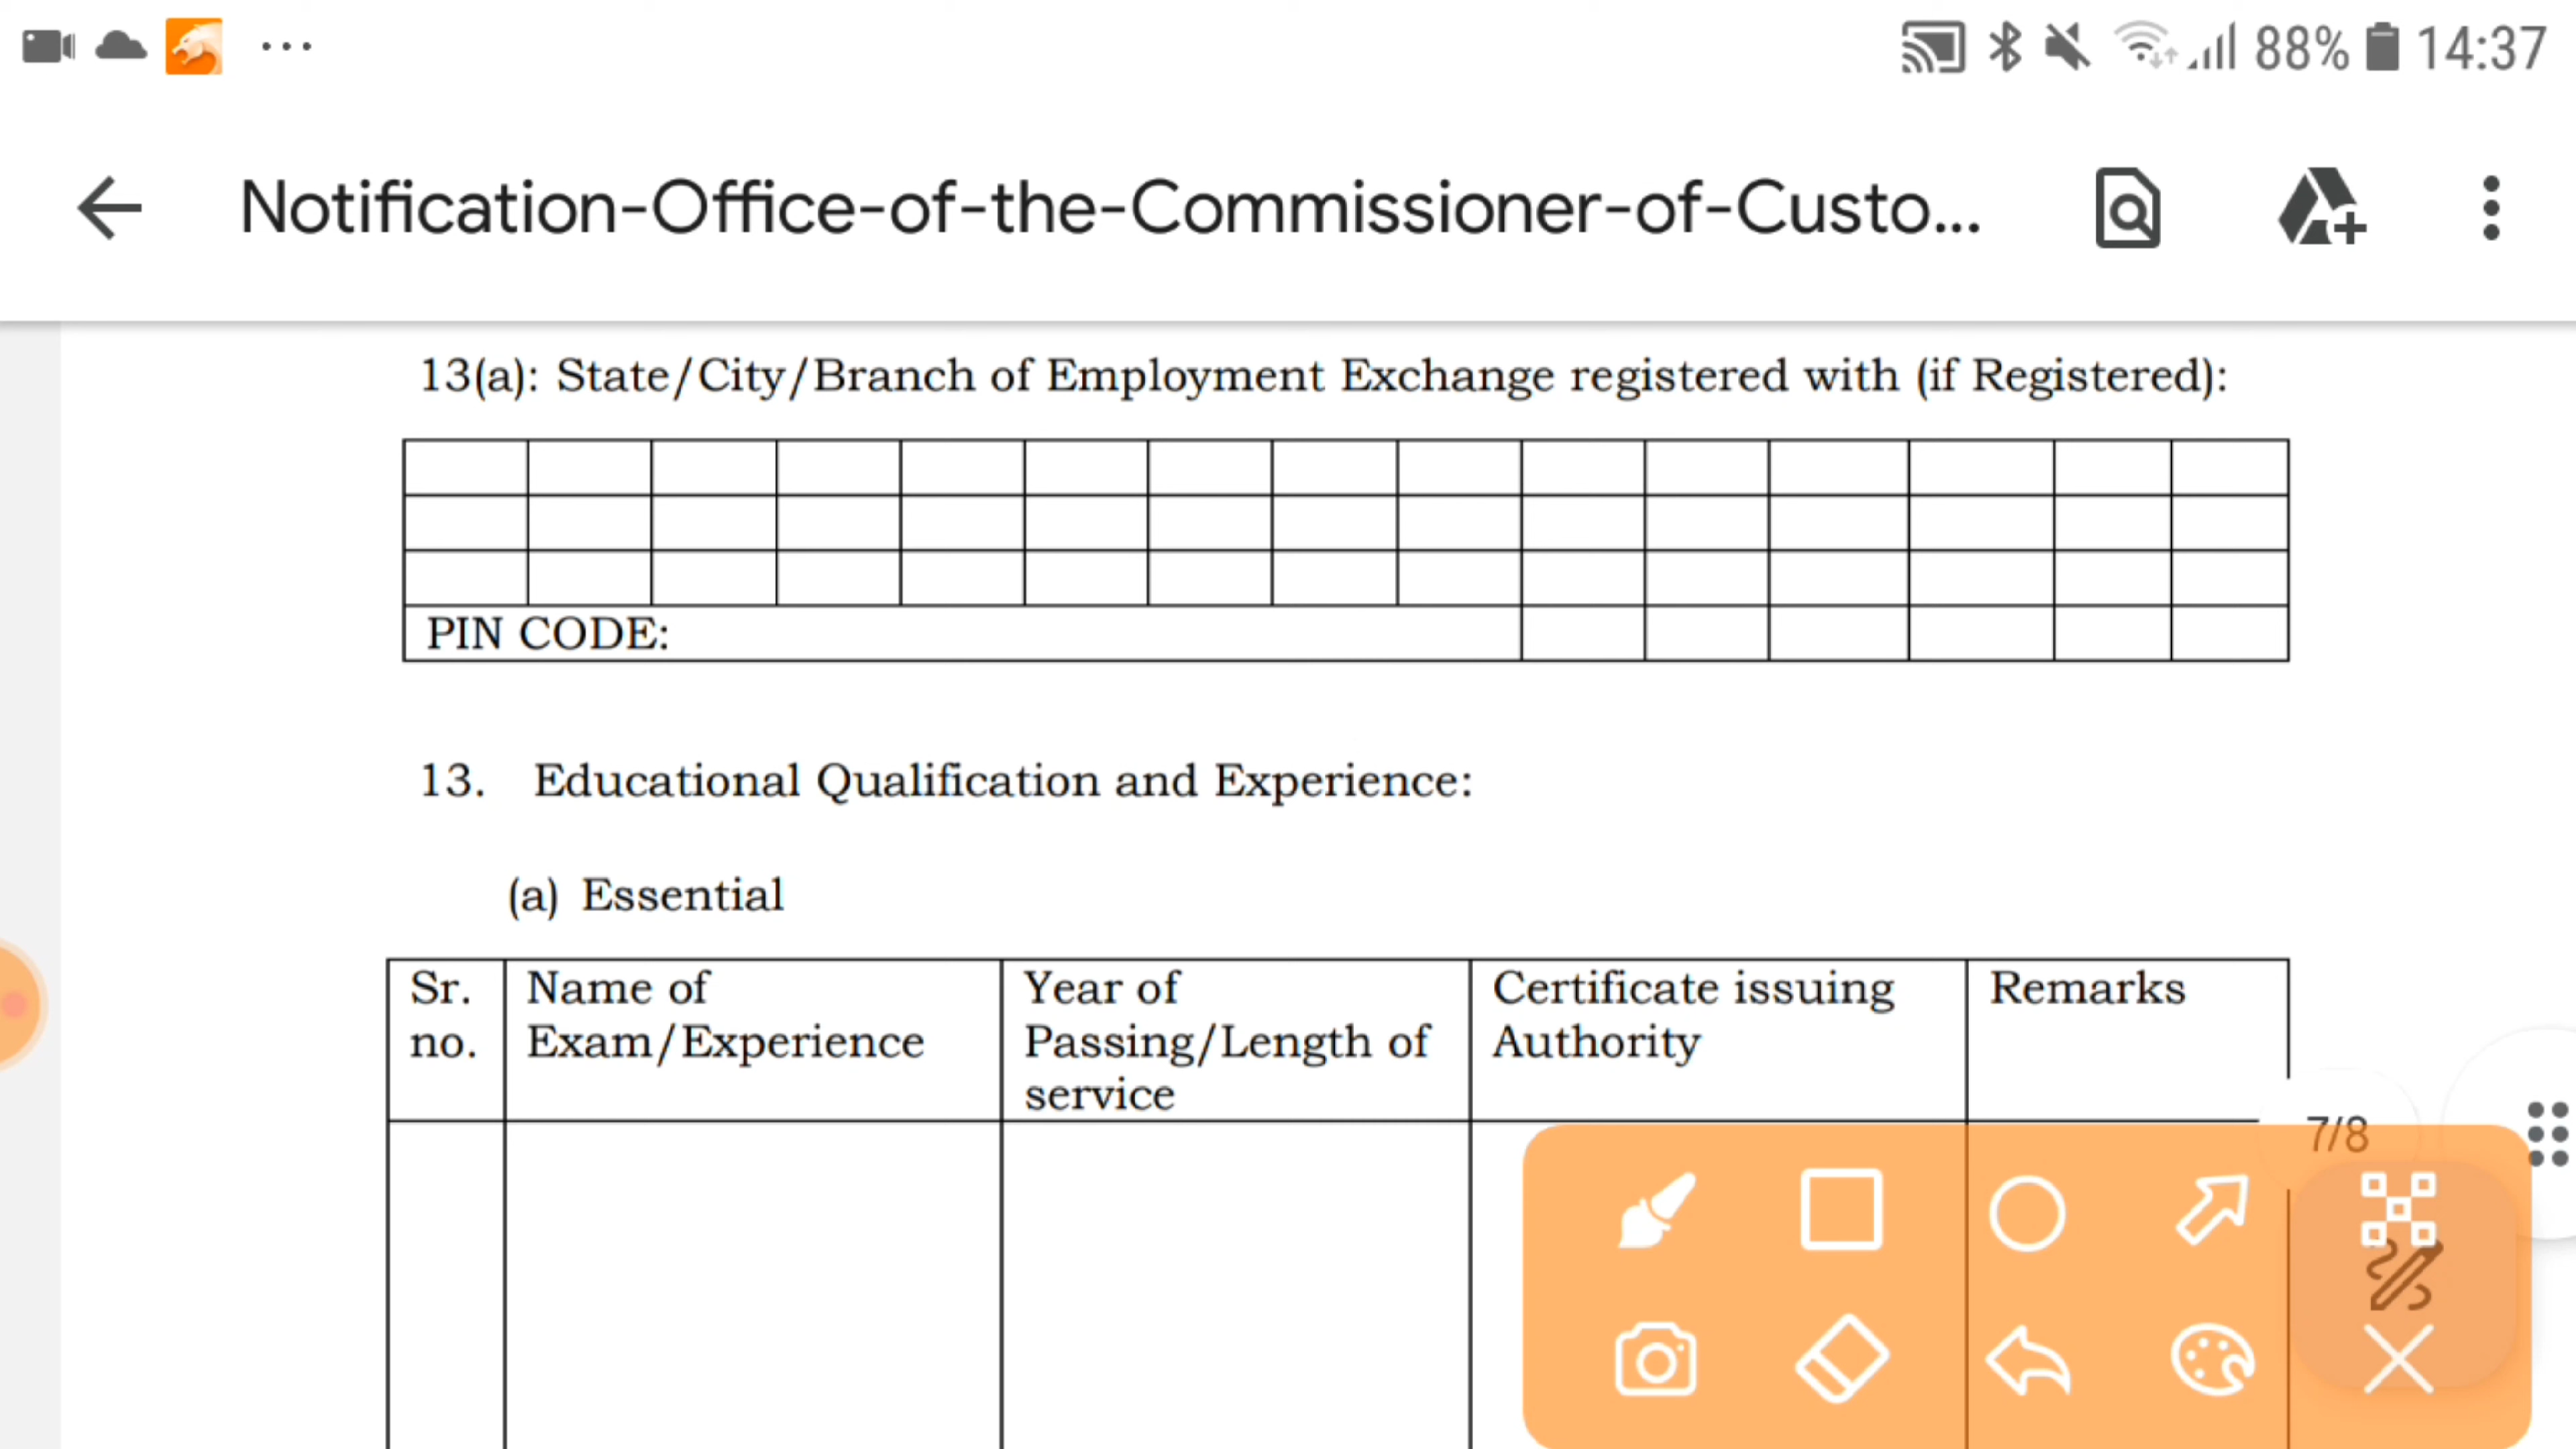 88% 14:37
Notification-Office-of-the-Commissioner-of-Custo...
13(a): State/City/Branch of Employment Exchange registered with (if Registered):
PIN CODE:
13. Educational Qualification and Experience:
(a) Essential
Sr. no.
Name of Exam/Experience
Year of Passing/Length of service
Certificate issuing Authority
Remarks
7/8